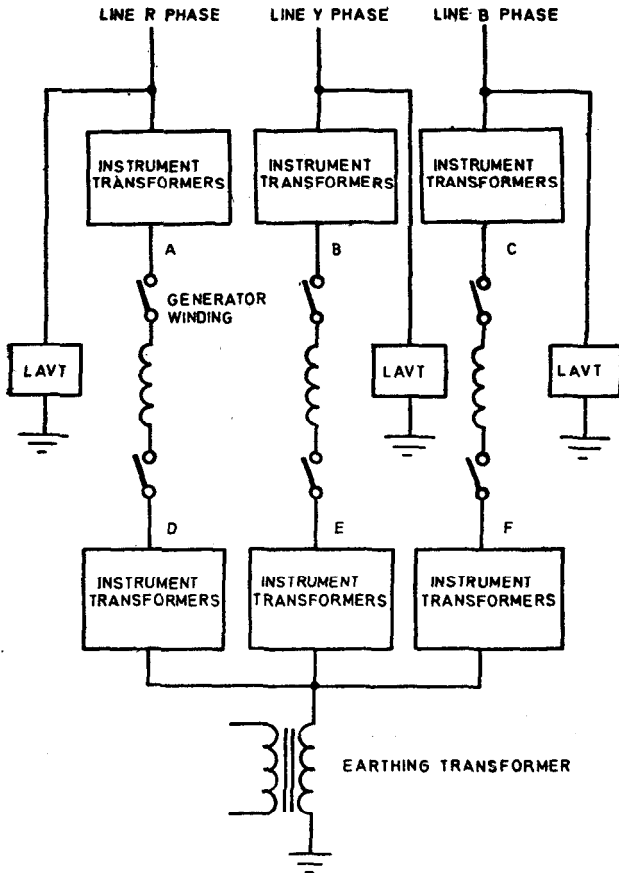 LINE R PHASE
LINE Y PHASE
LINE B PHASE
INSTRUMENT
TRANSFORMERS
INSTRUMENT
TRANSFORMERS
INSTRUMENT
TRANSFORMERS
A
B
C
GENERATOR
WINDING
LAVT
LAVT
LAVT
D
E
F
INSTRUMENT
TRANSFORMERS
INSTRUMENT
TRANSFORMERS
INSTRUMENT
TRANSFORMERS
EARTHING TRANSFORMER